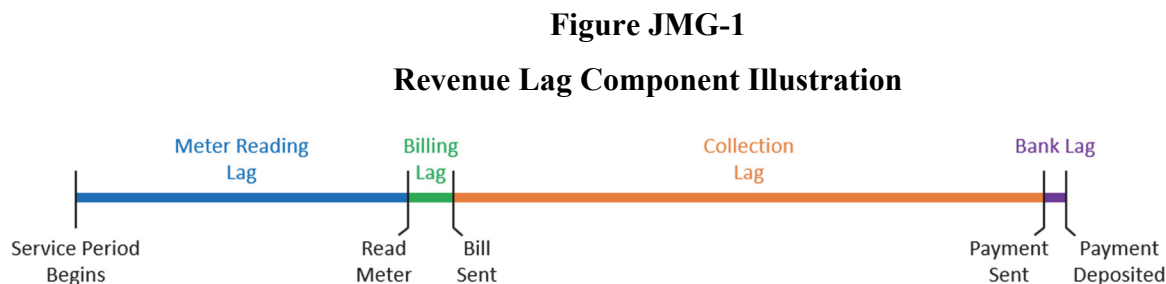 Figure JMG-1
Revenue Lag Component Illustration
Meter Reading
Lag
Billing
Lag
Collection
Lag
Bank Lag
Service Period
Begins
Read
Meter
Bill
Sent
Payment
Sent
Payment
Deposited